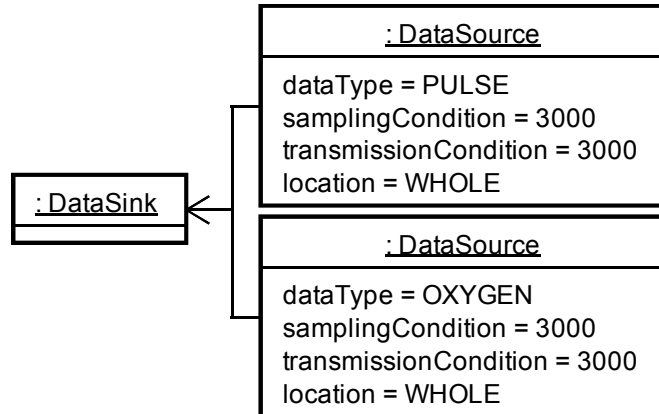 : DataSource
dataType = PULSE
samplingCondition = 3000
transmissionCondition = 3000
location = WHOLE
: DataSink
: DataSource
dataType = OXYGEN
samplingCondition = 3000
transmissionCondition = 3000
location = WHOLE